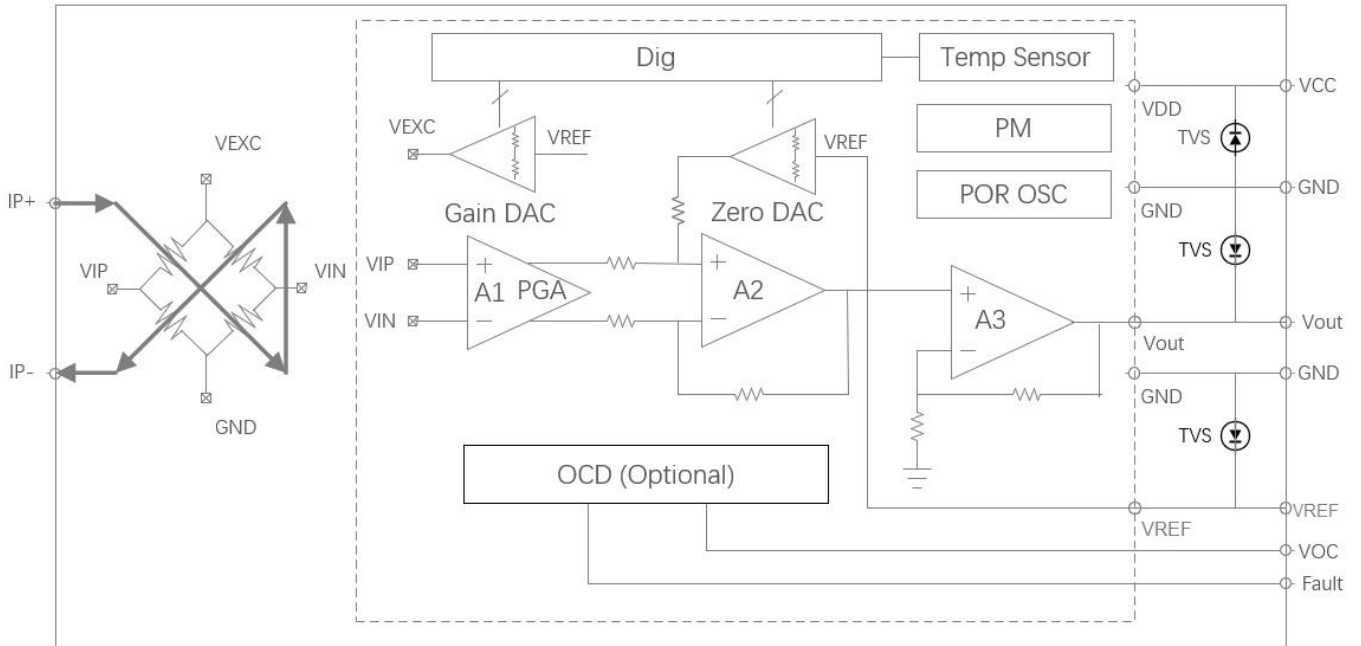 Dig
Temp Sensor
VCC
VDD
VEXC
VREF
VREF
PM
TVS
VEXC
IP+
GND
POR OSC
GND
Gain DAC
Zero DAC
TVS
VIP
VIN
VIP
+
A1
PGA
+
A2
+
A3
VIN
−
−
−
Vout
Vout
IP-
GND
GND
GND
TVS
OCD (Optional)
VREF
VREF
VOC
Fault